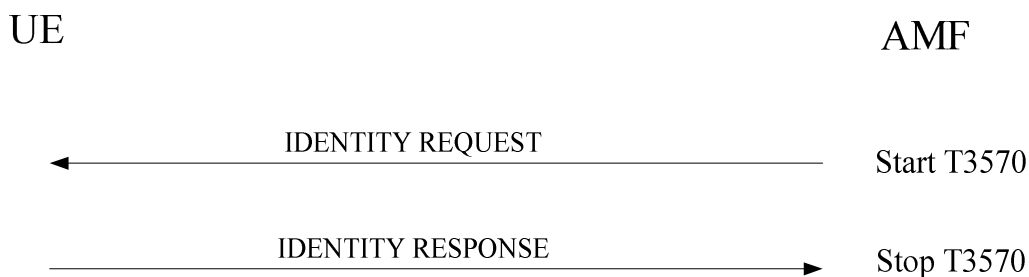 UE
AMF
IDENTITY REQUEST
Start T3570
IDENTITY RESPONSE
Stop T3570